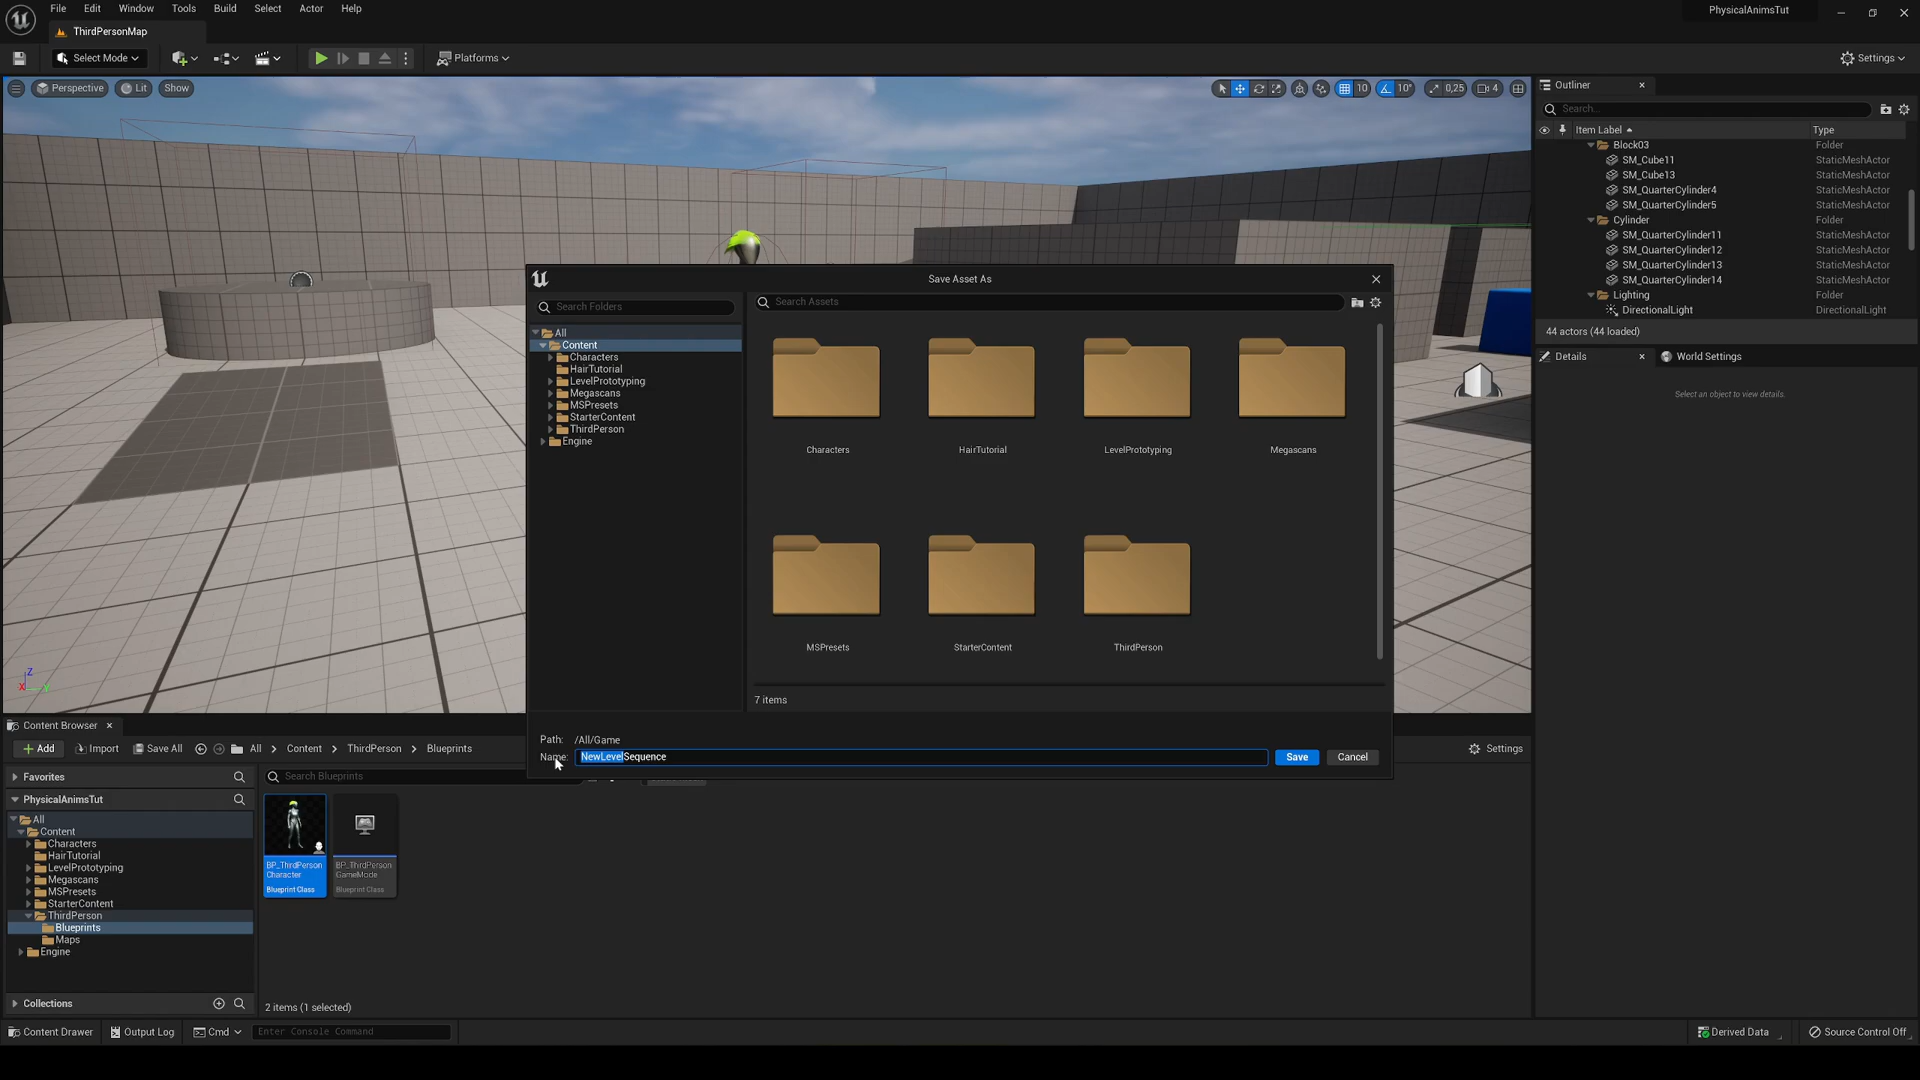 File Edit Window Tools Build Select Actor Help
PhysicalAnimsTut
ThirdPersonMap
Select Mode
Platforms
Settings
Perspective Lit Show
10 10° 0,25 4
Outliner
Search...
Item Label Type
Block03 Folder
SM_Cube11 StaticMeshActor
SM_Cube13 StaticMeshActor
SM_QuarterCylinder4 StaticMeshActor
SM_QuarterCylinder5 StaticMeshActor
Cylinder Folder
SM_QuarterCylinder11 StaticMeshActor
SM_QuarterCylinder12 StaticMeshActor
SM_QuarterCylinder13 StaticMeshActor
SM_QuarterCylinder14 StaticMeshActor
Lighting Folder
DirectionalLight DirectionalLight
44 actors (44 loaded)
Details World Settings
Select an object to view details.
Save Asset As
Search Folders
Search Assets
All
Content
Characters
HairTutorial
LevelPrototyping
Megascans
MSPresets
StarterContent
ThirdPerson
Engine
Characters HairTutorial LevelPrototyping Megascans
MSPresets StarterContent ThirdPerson
7 items
Path: /All/Game
Name: NewLevelSequence
Save Cancel
Z
X Y
Content Browser
Add Import Save All All Content ThirdPerson Blueprints
Settings
Favorites
Search Blueprints
PhysicalAnimsTut
All
Content
Characters
HairTutorial
LevelPrototyping
Megascans
MSPresets
StarterContent
ThirdPerson
Blueprints
Maps
Engine
Collections
BP_ThirdPerson
Character
Blueprint Class
BP_ThirdPerson
GameMode
Blueprint Class
2 items (1 selected)
Content Drawer Output Log Cmd Enter Console Command
Derived Data Source Control Off